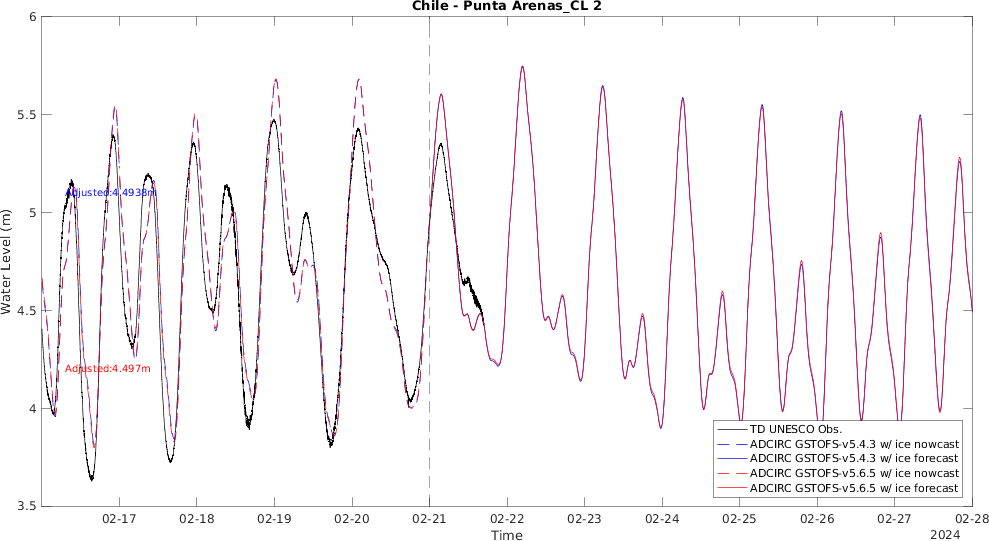 Chile - Punta Arenas_CL 2
Water Level (m)
6
5.5
5
4.5
4
3.5
Adjusted:4.4938m
Adjusted:4.497m
TD UNESCO Obs.
ADCIRC GSTOFS-v5.4.3 w/ ice nowcast
ADCIRC GSTOFS-v5.4.3 w/ ice forecast
ADCIRC GSTOFS-v5.6.5 w/ ice nowcast
ADCIRC GSTOFS-v5.6.5 w/ ice forecast
02-17 02-18 02-19 02-20 02-21 02-22 02-23 02-24 02-25 02-26 02-27 02-28
Time
2024